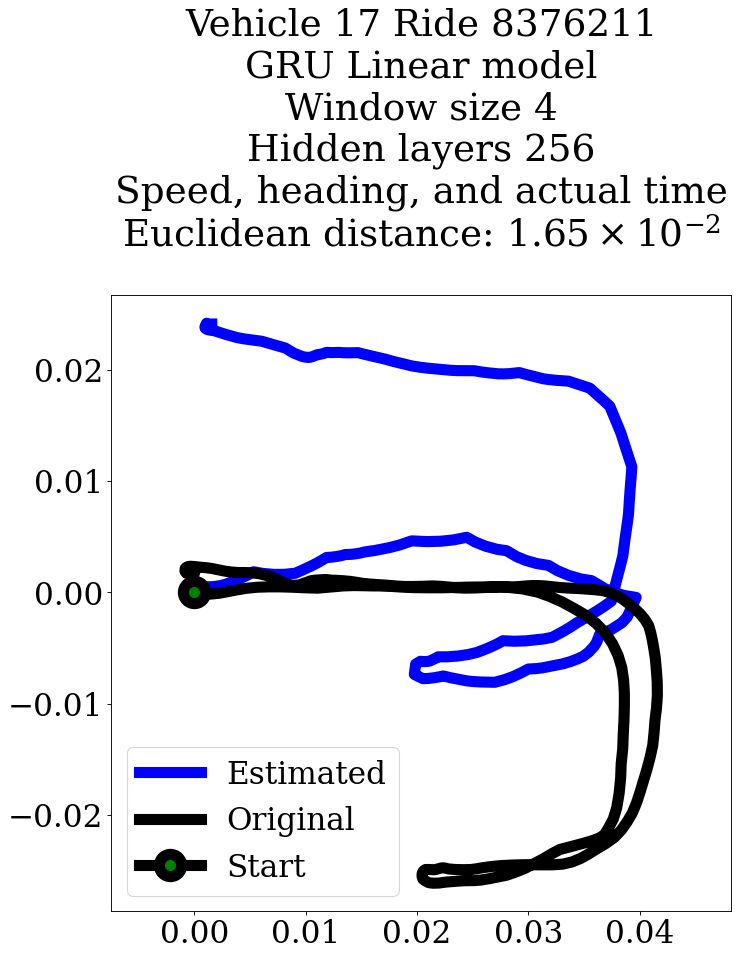 Vehicle 17 Ride 8376211
GRU Linear model
Window size 4
Hidden layers 256
Speed, heading, and actual time
Euclidean distance: 1.65 × 10⁻²
0.02
0.01
0.00
−0.01
−0.02
Estimated
Original
Start
0.00 0.01 0.02 0.03 0.04